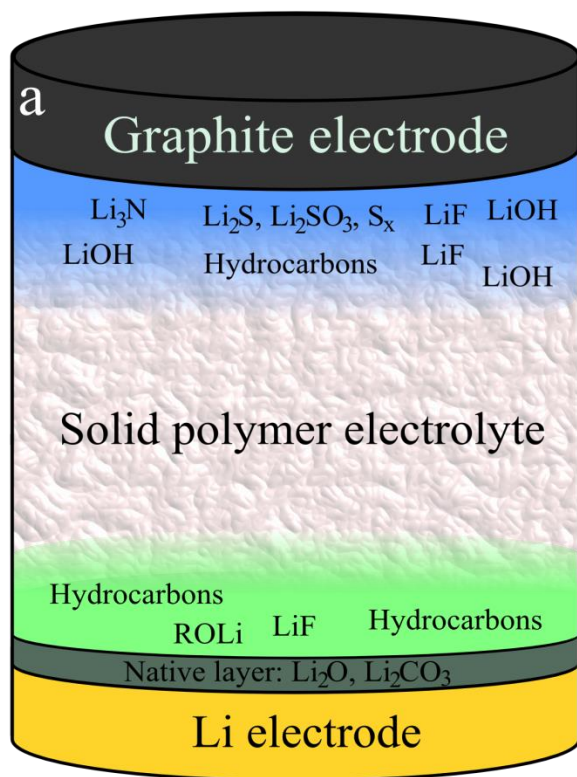 a
Graphite electrode
Li₃N Li₂S, Li₂SO₃, Sₓ LiF LiOH
LiOH Hydrocarbons LiF LiOH
Solid polymer electrolyte
Hydrocarbons
ROLi LiF Hydrocarbons
Native layer: Li₂O, Li₂CO₃
Li electrode